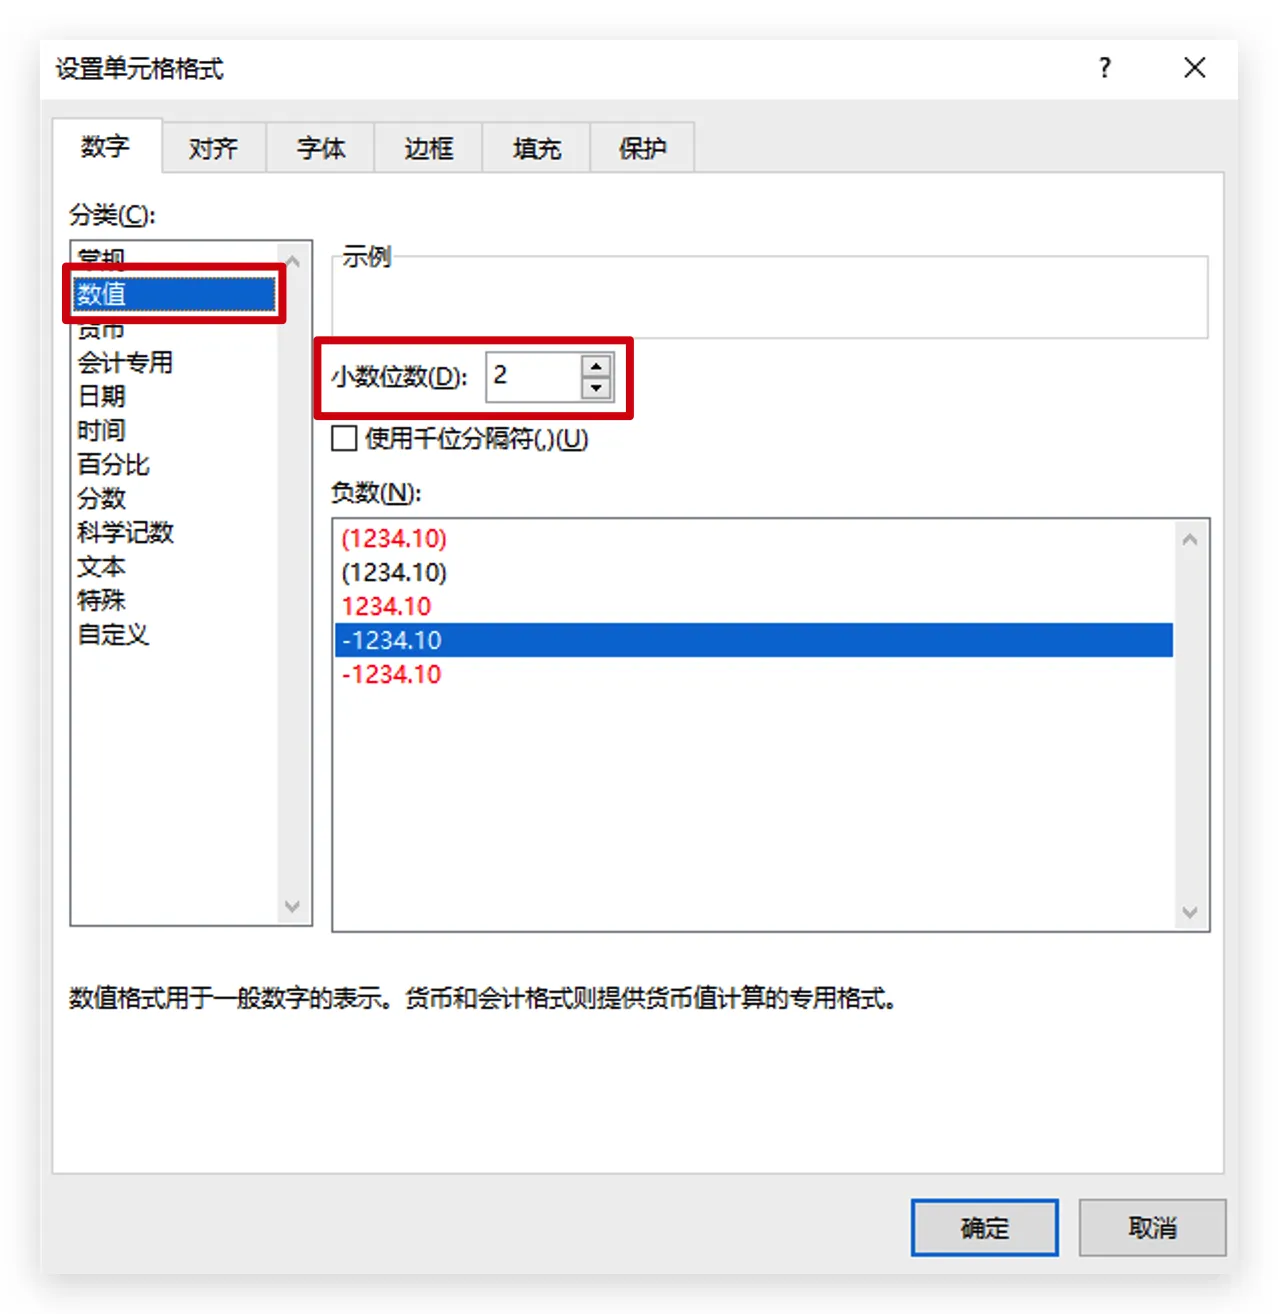 设置单元格格式 ?
数字 对齐 字体 边框 填充 保护
分类(C):
常规
数值
货币
会计专用
日期
时间
百分比
分数
科学记数
文本
特殊
自定义
示例
小数位数(D): 2
使用千位分隔符(,)(U)
负数(N):
(1234.10)
(1234.10)
1234.10
-1234.10
-1234.10
数值格式用于一般数字的表示。货币和会计格式则提供货币值计算的专用格式。
确定 取消